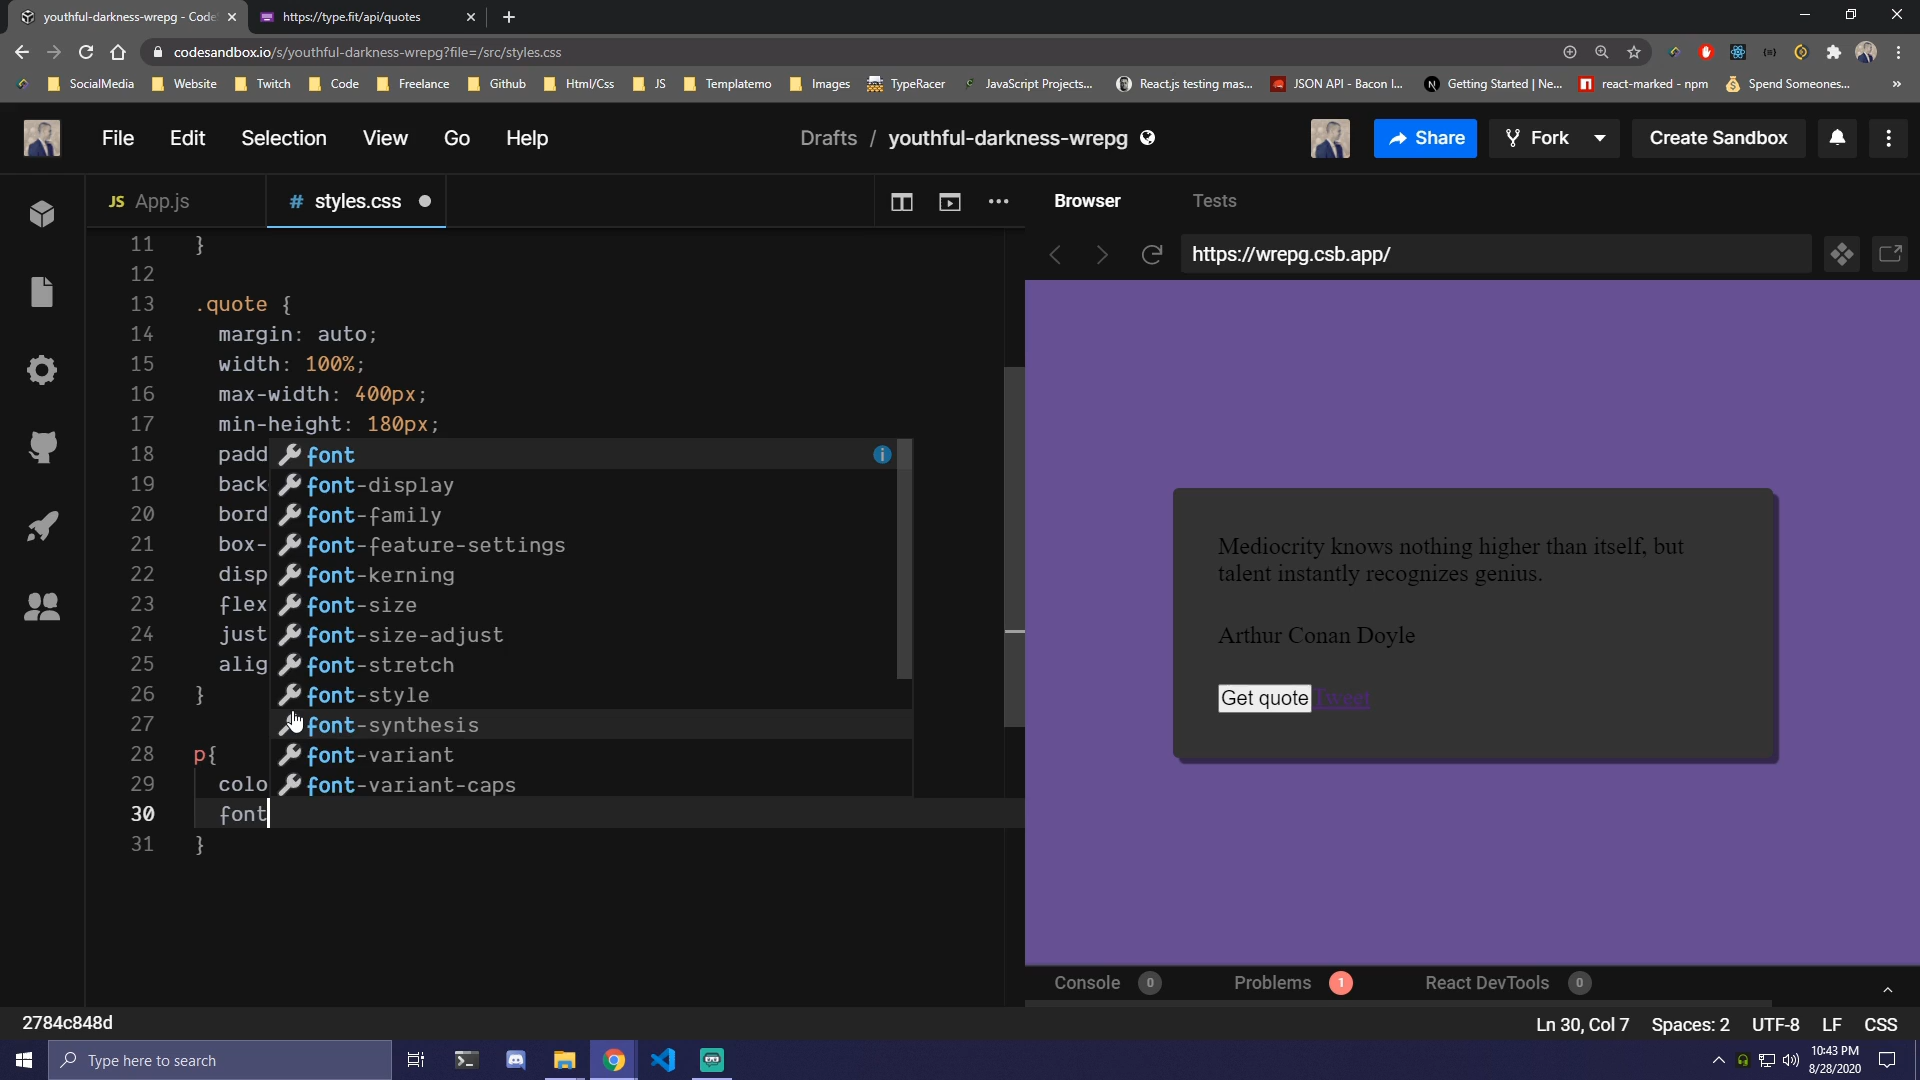 youthful-darkness-wrepg - Code
https://type.fit/api/quotes
codesandbox.io/s/youthful-darkness-wrepg?file=/src/styles.css
SocialMedia Website Twitch Code Freelance Github Html/Css JS Templatemo Images TypeRacer JavaScript Projects... React.js testing mas... JSON API - Bacon I... Getting Started | Ne... react-marked - npm Spend Someones... »
File Edit Selection View Go Help
Drafts / youthful-darkness-wrepg
Share Fork Create Sandbox
JS App.js # styles.css
Browser Tests
https://wrepg.csb.app/
11 }
12
13 .quote {
14 margin: auto;
15 width: 100%;
16 max-width: 400px;
17 min-height: 180px;
18 padd
19 back
20 bord
21 box-
22 disp
23 flex
24 just
25 alig
26 }
27
28 p{
29 colo
30 font
31 }
font
font-display
font-family
font-feature-settings
font-kerning
font-size
font-size-adjust
font-stretch
font-style
font-synthesis
font-variant
font-variant-caps
Mediocrity knows nothing higher than itself, but
talent instantly recognizes genius.
Arthur Conan Doyle
Get quote Tweet
Console 0 Problems 1 React DevTools 0
2784c848d
Ln 30, Col 7 Spaces: 2 UTF-8 LF CSS
Type here to search
10:43 PM
8/28/2020